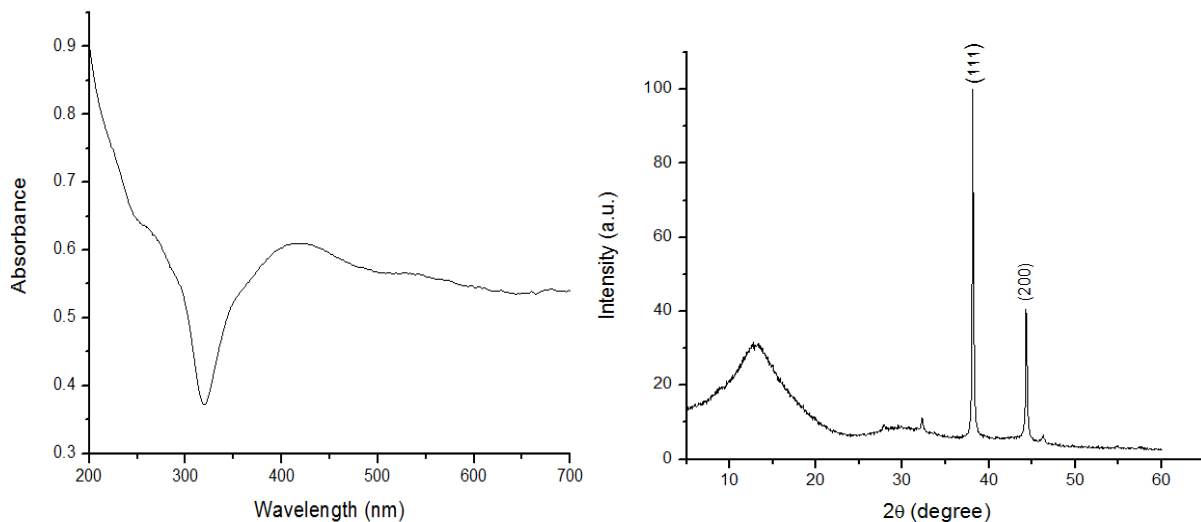 0.9
0.8
0.7
0.6
0.5
0.4
0.3
Absorbance
200 300 400 500 600 700
Wavelength (nm)
(111)
(200)
100
80
60
40
20
0
Intensity (a.u.)
10 20 30 40 50 60
2θ (degree)